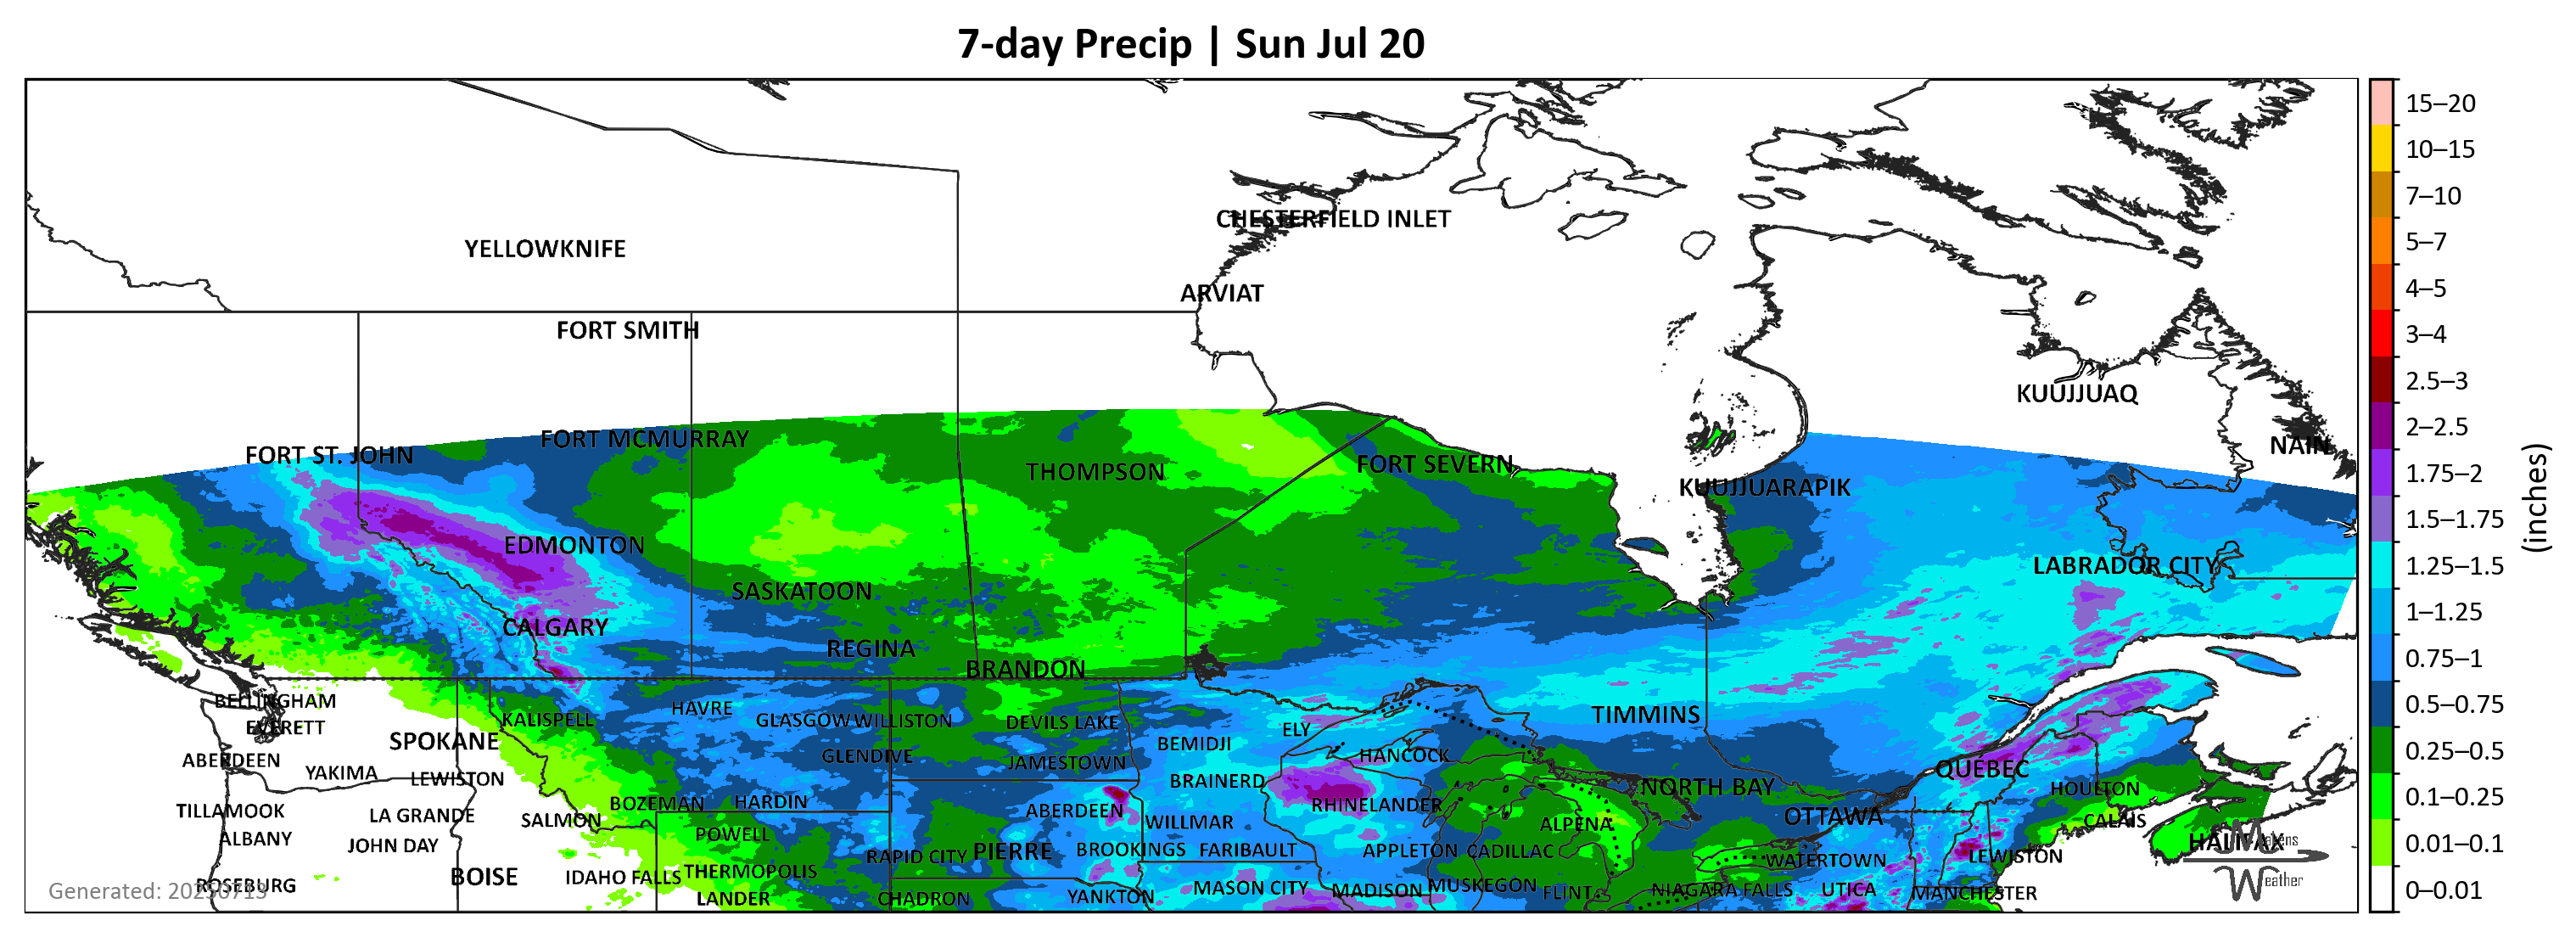 7-day Precip | Sun Jul 20
CHESTERFIELD INLET
YELLOWKNIFE
ARVIAT
FORT SMITH
KUUJJUAQ
FORT MCMURRAY
NAIN
FORT ST. JOHN
THOMPSON
FORT SEVERN
KUUJJUARAPIK
EDMONTON
LABRADOR CITY
SASKATOON
CALGARY
REGINA
BRANDON
BELLINGHAM
HAVRE
KALISPELL
GLASGOW
WILLISTON
DEVILS LAKE
TIMMINS
EVERETT
ELY
SPOKANE
BEMIDJI
GLENDIVE
HANCOCK
ABERDEEN
JAMESTOWN
QUÉBEC
YAKIMA
LEWISTON
BRAINERD
NORTH BAY
HOULTON
BOZEMAN
HARDIN
RHINELANDER
TILLAMOOK
LA GRANDE
ABERDEEN
OTTAWA
SALMON
WILLMAR
ALPENA
CALAIS
ALBANY
POWELL
JOHN DAY
HALIFAX
RAPID CITY
PIERRE
BROOKINGS
FARIBAULT
APPLETON
CADILLAC
WATERTOWN
LEWISTON
BOISE
IDAHO FALLS
THERMOPOLIS
ROSEBURG
MASON CITY
MADISON
MUSKEGON
FLINT
NIAGARA FALLS
UTICA
MANCHESTER
LANDER
CHADRON
YANKTON
Generated: 20250713
Weather
15–20
10–15
7–10
5–7
4–5
3–4
2.5–3
2–2.5
1.75–2
1.5–1.75
1.25–1.5
1–1.25
0.75–1
0.5–0.75
0.25–0.5
0.1–0.25
0.01–0.1
0–0.01
(inches)